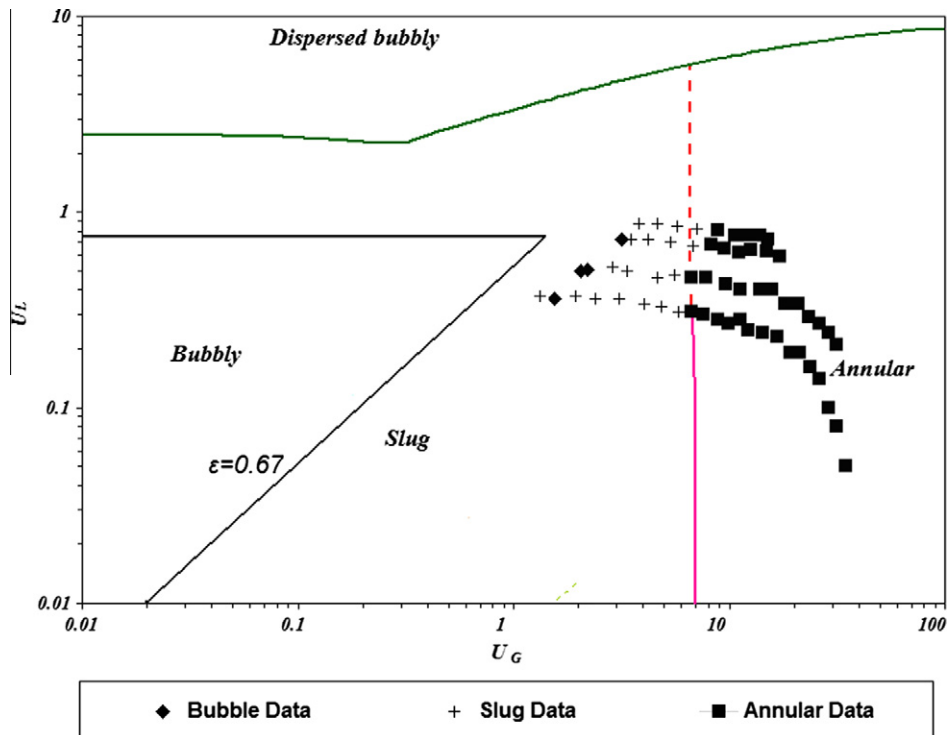 10
Dispersed bubbly
1
U_L
Bubbly
Annular
0.1
Slug
ε=0.67
0.01
0.01
0.1
1
10
100
U_G
Bubble Data
Slug Data
Annular Data